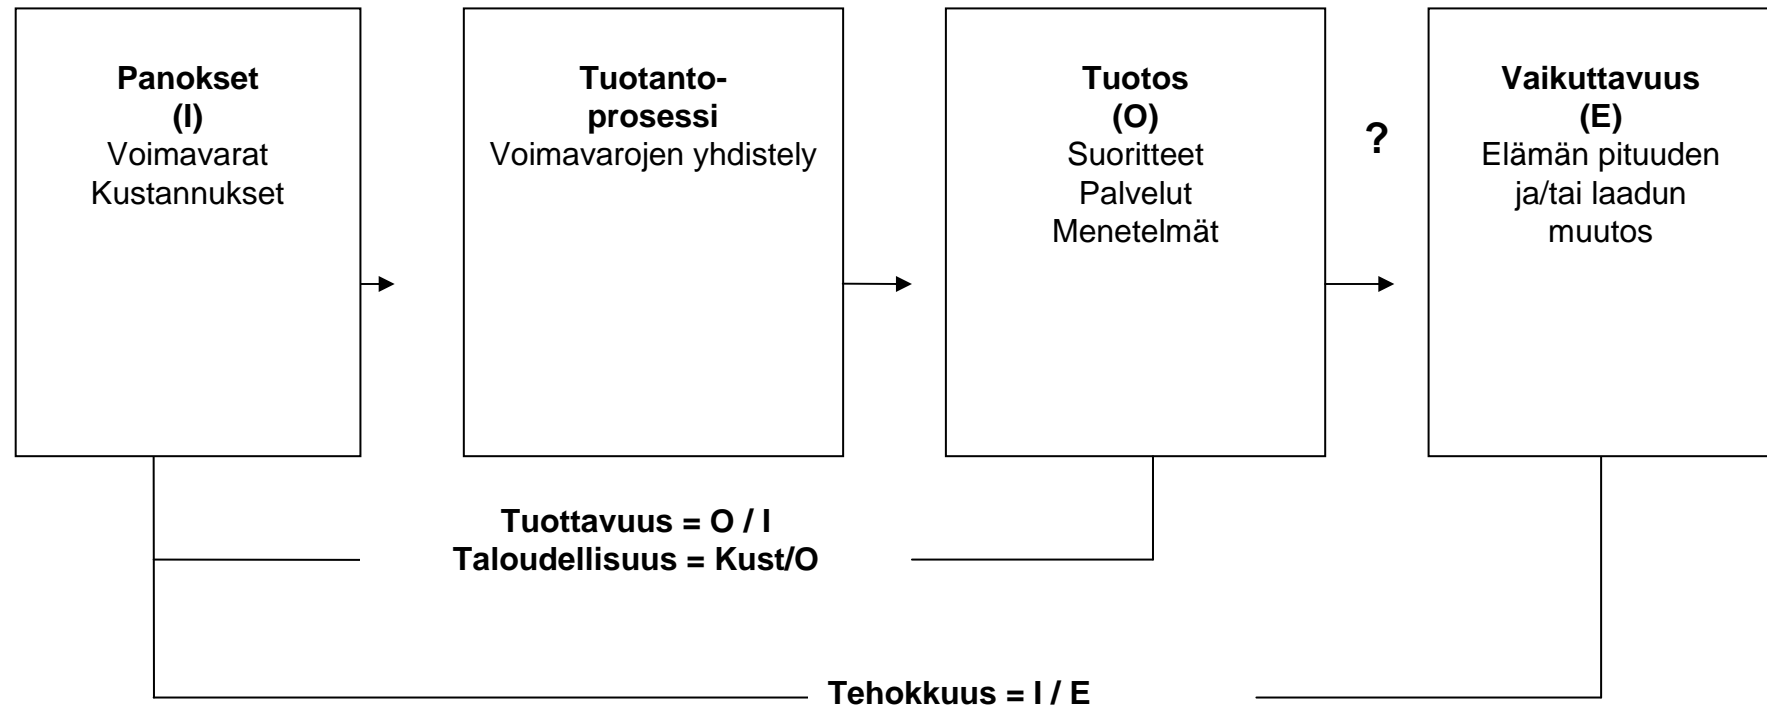 Panokset
(I)
Voimavarat
Kustannukset
Tuotanto-
prosessi
Voimavarojen yhdistely
Tuotos
(O)
Suoritteet
Palvelut
Menetelmät
?
Vaikuttavuus
(E)
Elämän pituuden
ja/tai laadun
muutos
Tuottavuus = O / I
Taloudellisuus = Kust/O
Tehokkuus = I / E